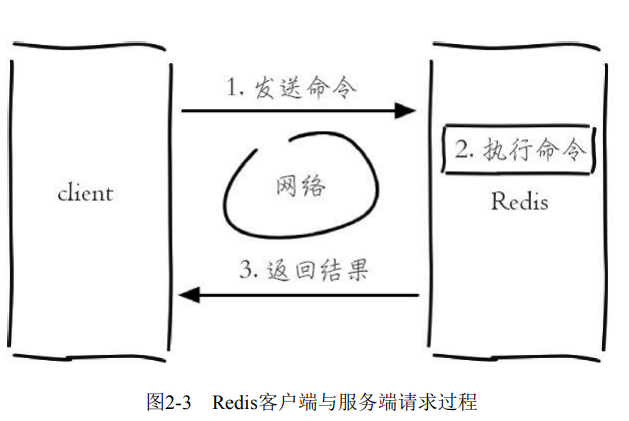 1. 发送命令
2. 执行命令
client
网络
Redis
3. 返回结果
图2-3 Redis客户端与服务端请求过程